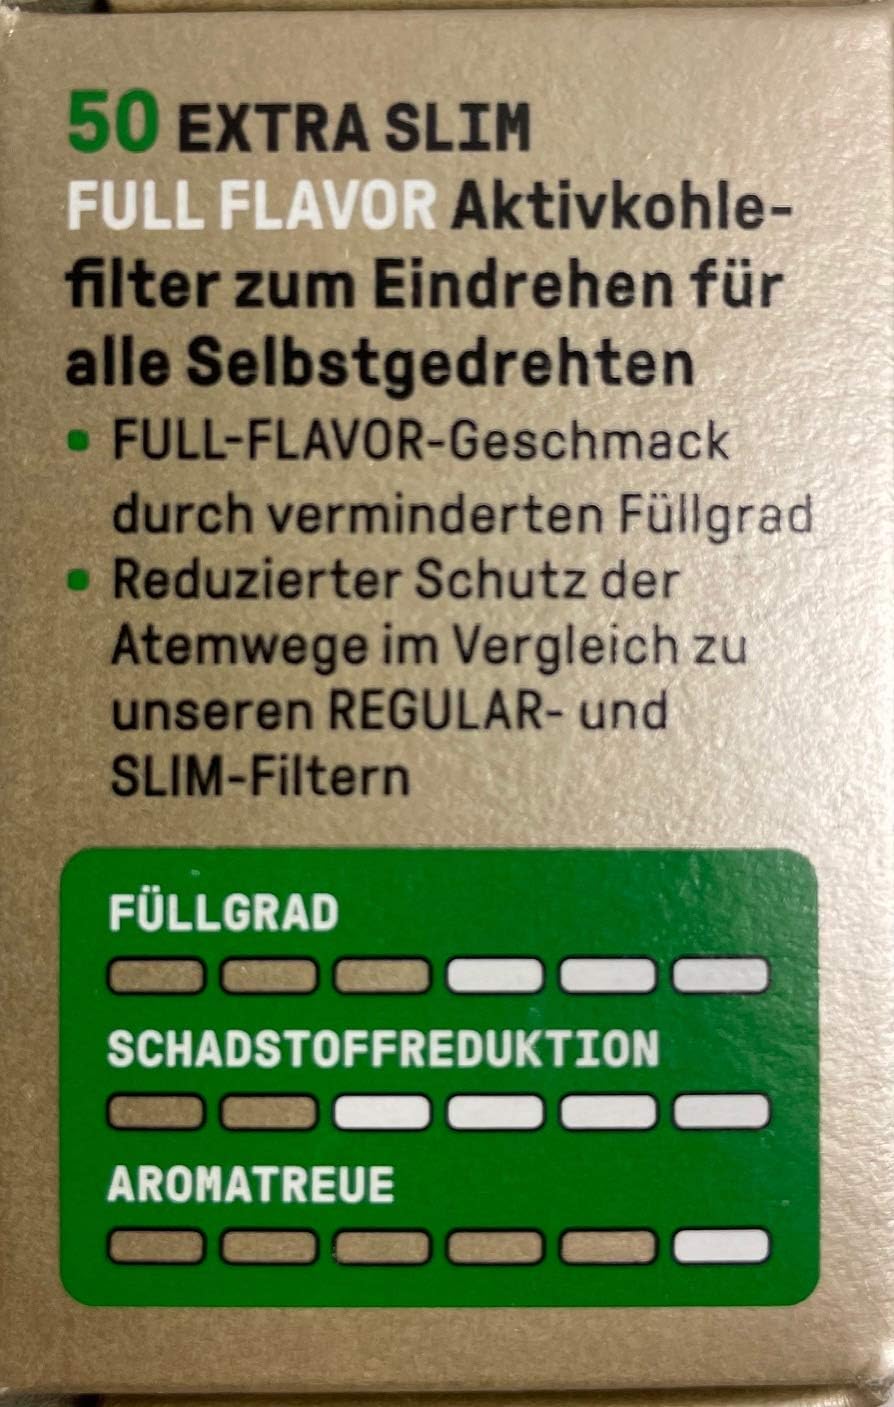 50 EXTRA SLIM
FULL FLAVOR Aktivkohle-
filter zum Eindrehen für
alle Selbstgedrehten
• FULL-FLAVOR-Geschmack
durch verminderten Füllgrad
• Reduzierter Schutz der
Atemwege im Vergleich zu
unseren REGULAR- und
SLIM-Filtern
FÜLLGRAD
SCHADSTOFFREDUKTION
AROMATREUE